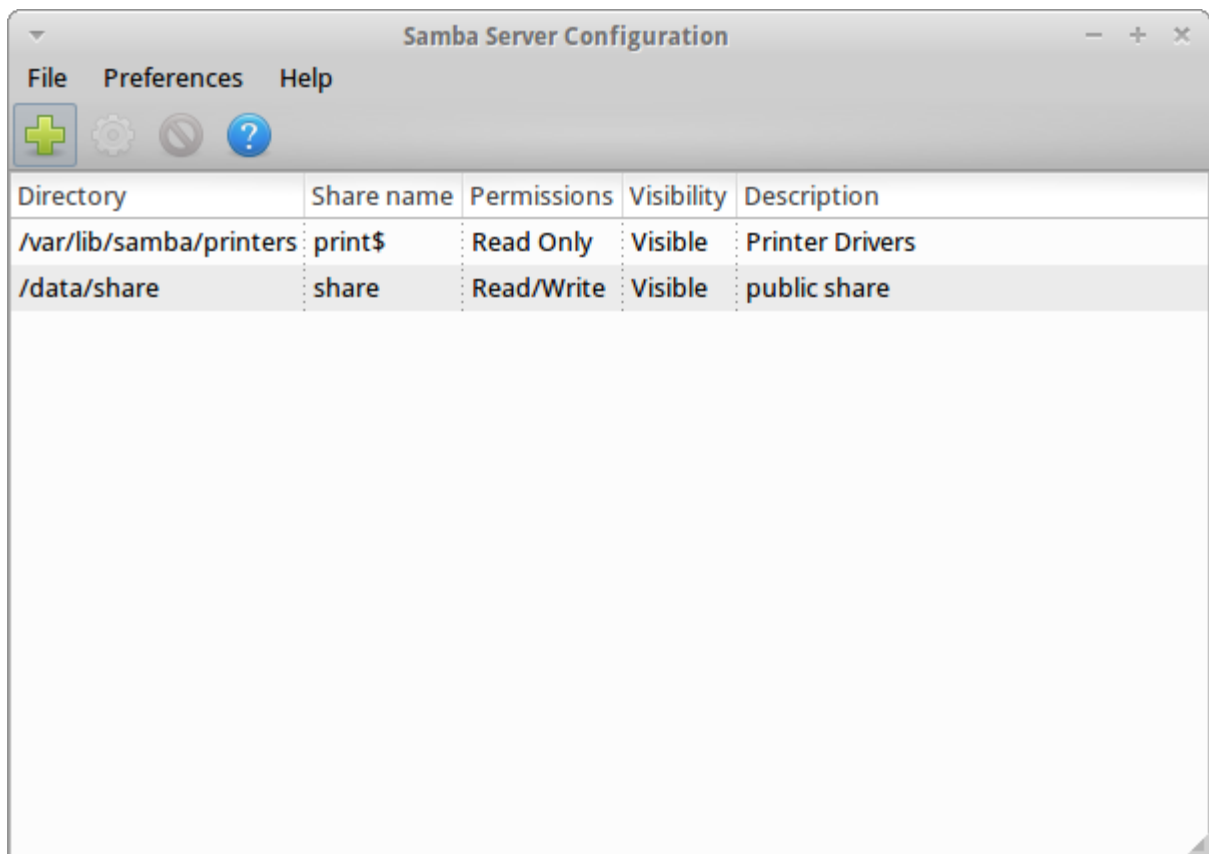 Samba Server Configuration
File Preferences Help
Directory Share name Permissions Visibility Description
/var/lib/samba/printers print$ Read Only Visible Printer Drivers
/data/share share Read/Write Visible public share